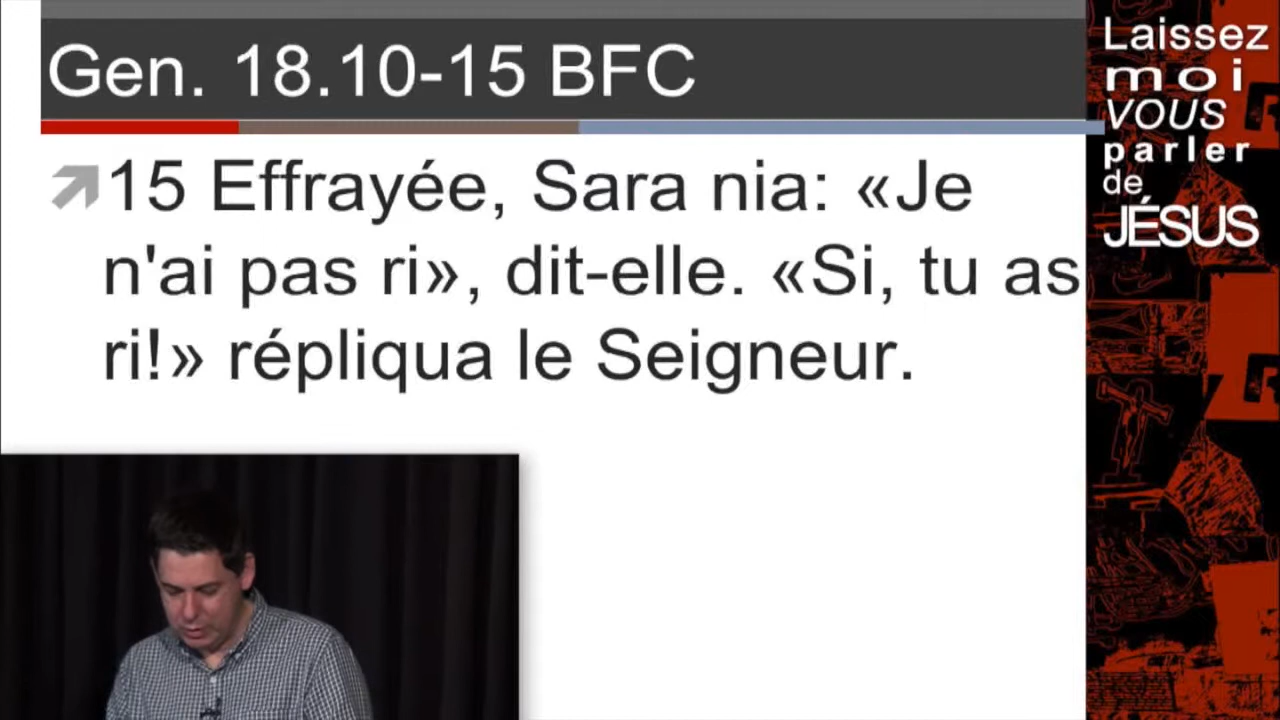 Gen. 18.10-15 BFC
15 Effrayée, Sara nia: «Je
n'ai pas ri», dit-elle. «Si, tu as
ri!» répliqua le Seigneur.
Laissez
moi
VOUS
parler
de
JÉSUS